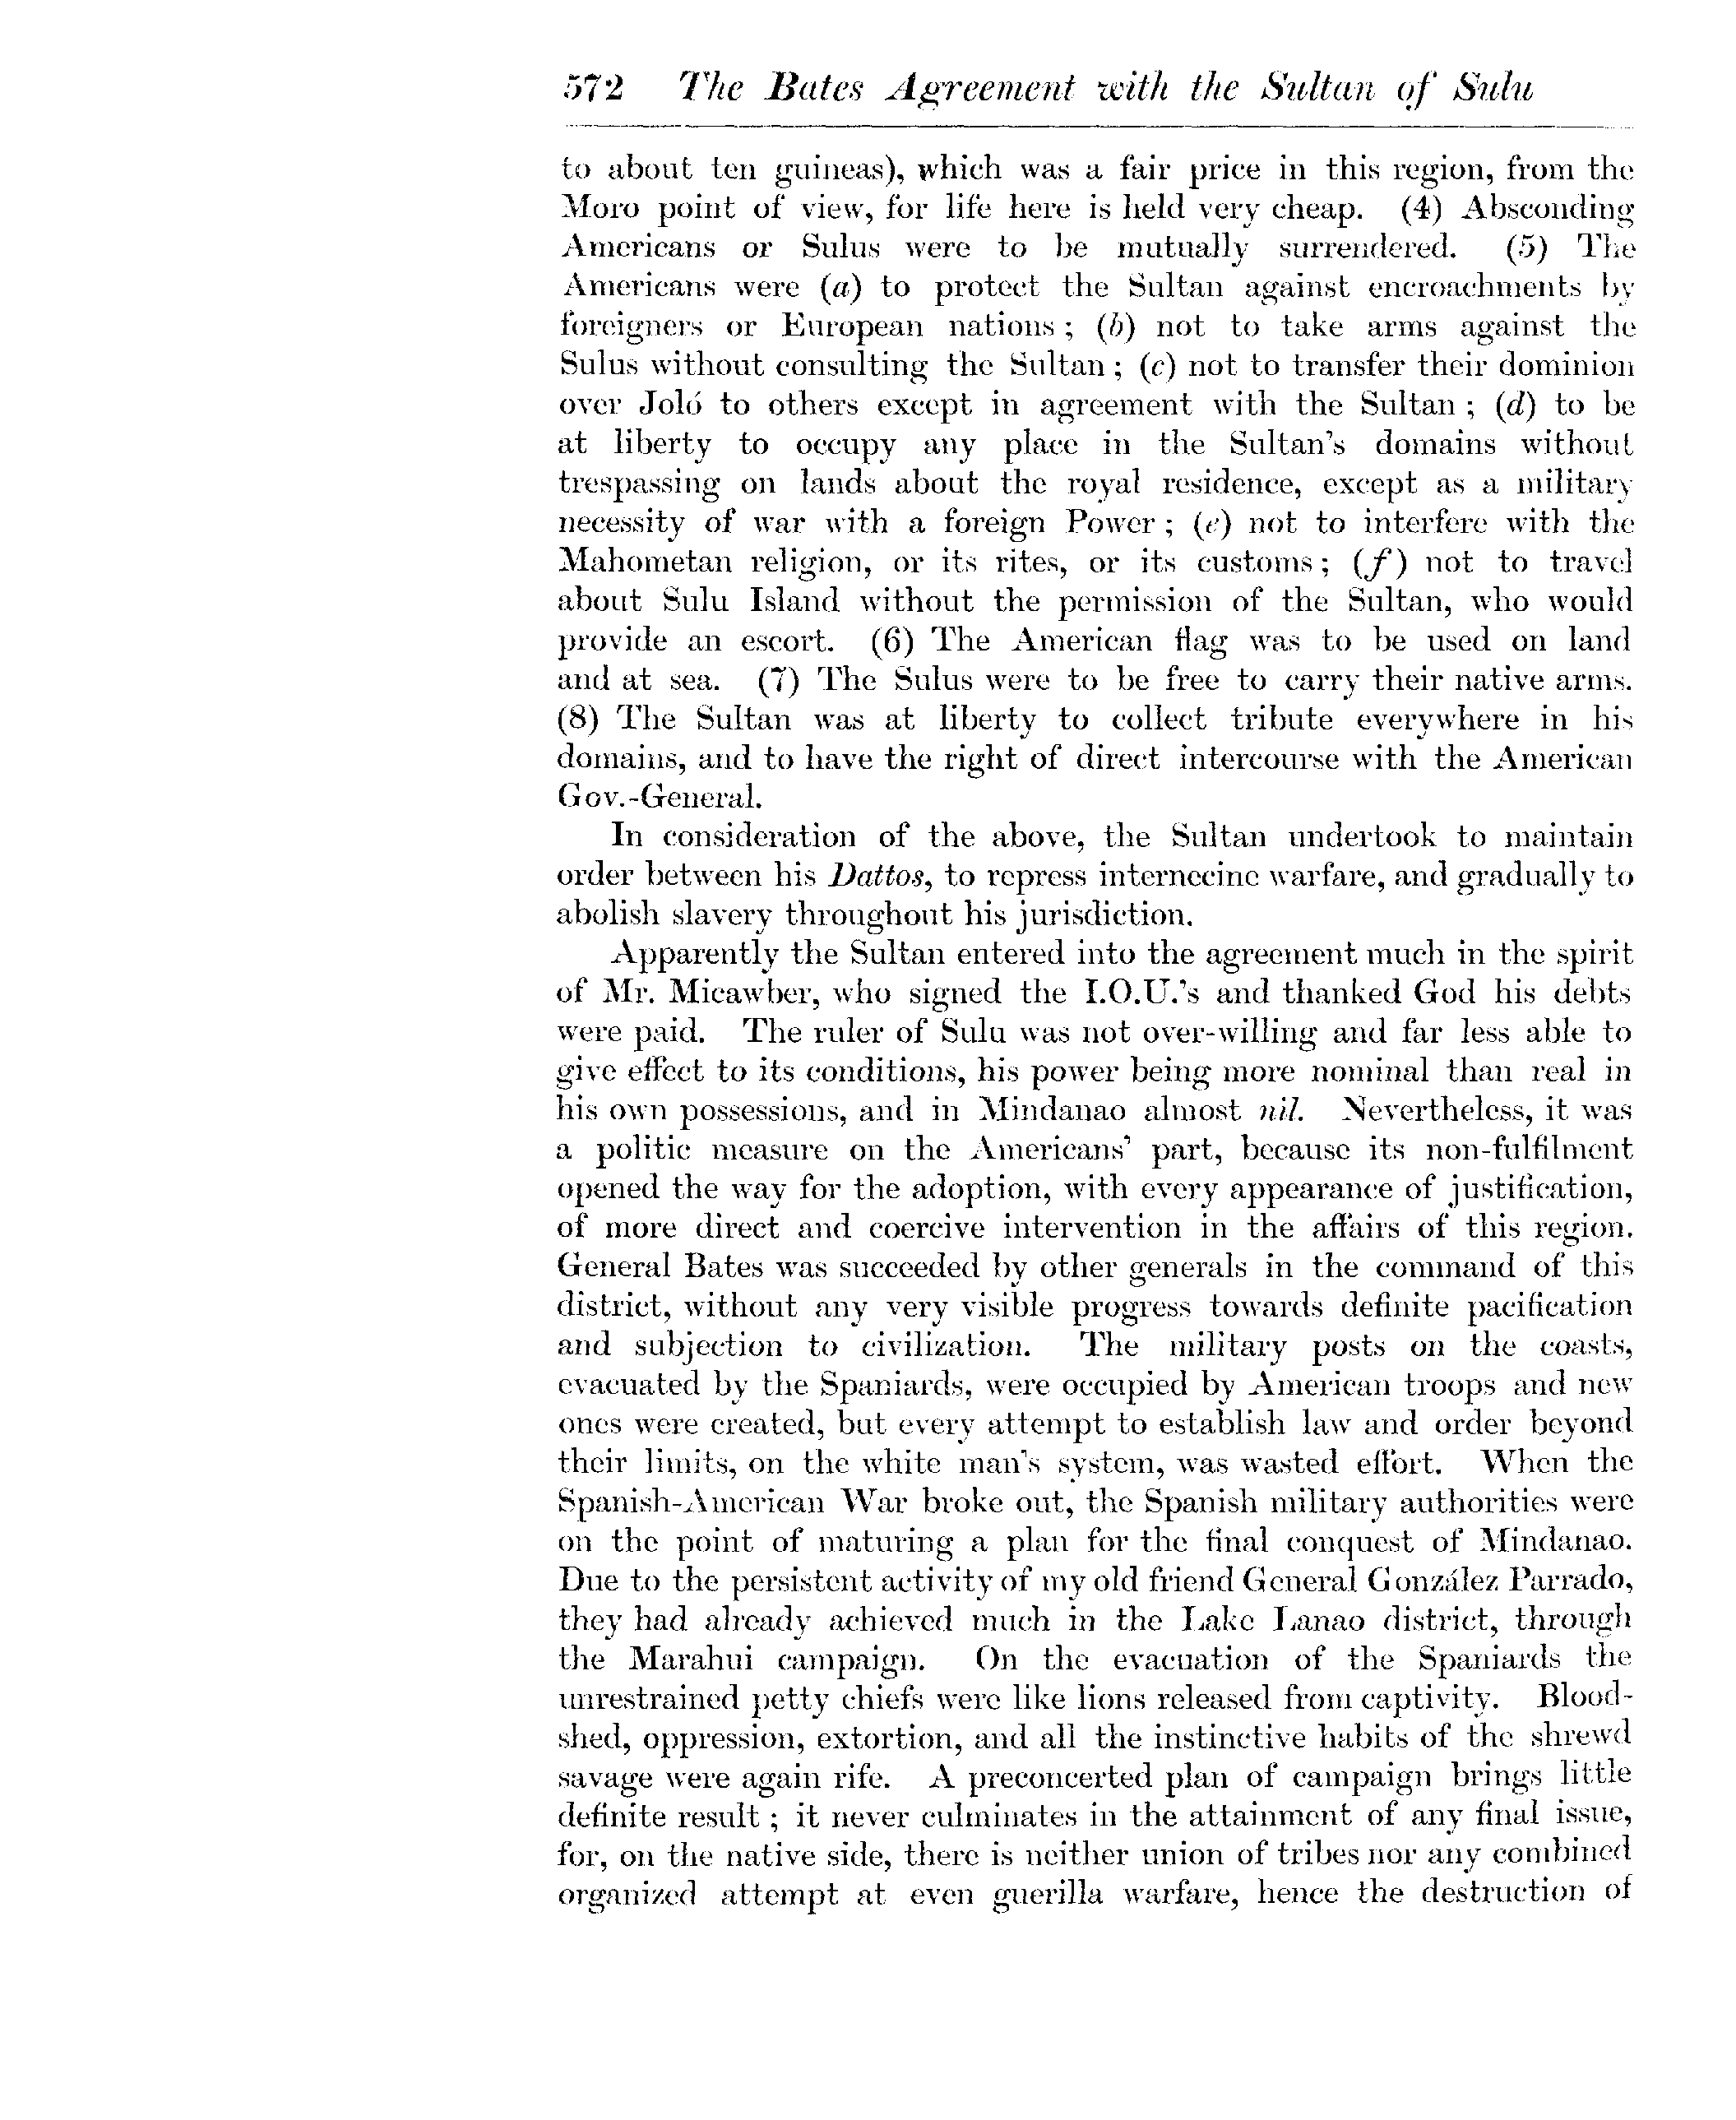 572 The Bates Agreement with the Sultan of Sulu
to about ten guineas), which was a fair price in this region, from the
Moro point of view, for life here is held very cheap. (4) Absconding
Americans or Sulus were to be mutually surrendered. (5) The
Americans were (a) to protect the Sultan against encroachments by
foreigners or European nations ; (b) not to take arms against the
Sulus without consulting the Sultan ; (c) not to transfer their dominion
over Joló to others except in agreement with the Sultan ; (d) to be
at liberty to occupy any place in the Sultan's domains without
trespassing on lands about the royal residence, except as a military
necessity of war with a foreign Power ; (e) not to interfere with the
Mahometan religion, or its rites, or its customs ; (f) not to travel
about Sulu Island without the permission of the Sultan, who would
provide an escort. (6) The American flag was to be used on land
and at sea. (7) The Sulus were to be free to carry their native arms.
(8) The Sultan was at liberty to collect tribute everywhere in his
domains, and to have the right of direct intercourse with the American
Gov.-General.
In consideration of the above, the Sultan undertook to maintain
order between his Dattos, to repress internecine warfare, and gradually to
abolish slavery throughout his jurisdiction.
Apparently the Sultan entered into the agreement much in the spirit
of Mr. Micawber, who signed the I.O.U.'s and thanked God his debts
were paid. The ruler of Sulu was not over-willing and far less able to
give effect to its conditions, his power being more nominal than real in
his own possessions, and in Mindanao almost nil. Nevertheless, it was
a politic measure on the Americans' part, because its non-fulfilment
opened the way for the adoption, with every appearance of justification,
of more direct and coercive intervention in the affairs of this region.
General Bates was succeeded by other generals in the command of this
district, without any very visible progress towards definite pacification
and subjection to civilization. The military posts on the coasts,
evacuated by the Spaniards, were occupied by American troops and new
ones were created, but every attempt to establish law and order beyond
their limits, on the white man's system, was wasted effort. When the
Spanish-American War broke out, the Spanish military authorities were
on the point of maturing a plan for the final conquest of Mindanao.
Due to the persistent activity of my old friend General González Parrado,
they had already achieved much in the Lake Lanao district, through
the Marahui campaign. On the evacuation of the Spaniards the
unrestrained petty chiefs were like lions released from captivity. Blood-
shed, oppression, extortion, and all the instinctive habits of the shrewd
savage were again rife. A preconcerted plan of campaign brings little
definite result ; it never culminates in the attainment of any final issue,
for, on the native side, there is neither union of tribes nor any combined
organized attempt at even guerilla warfare, hence the destruction of